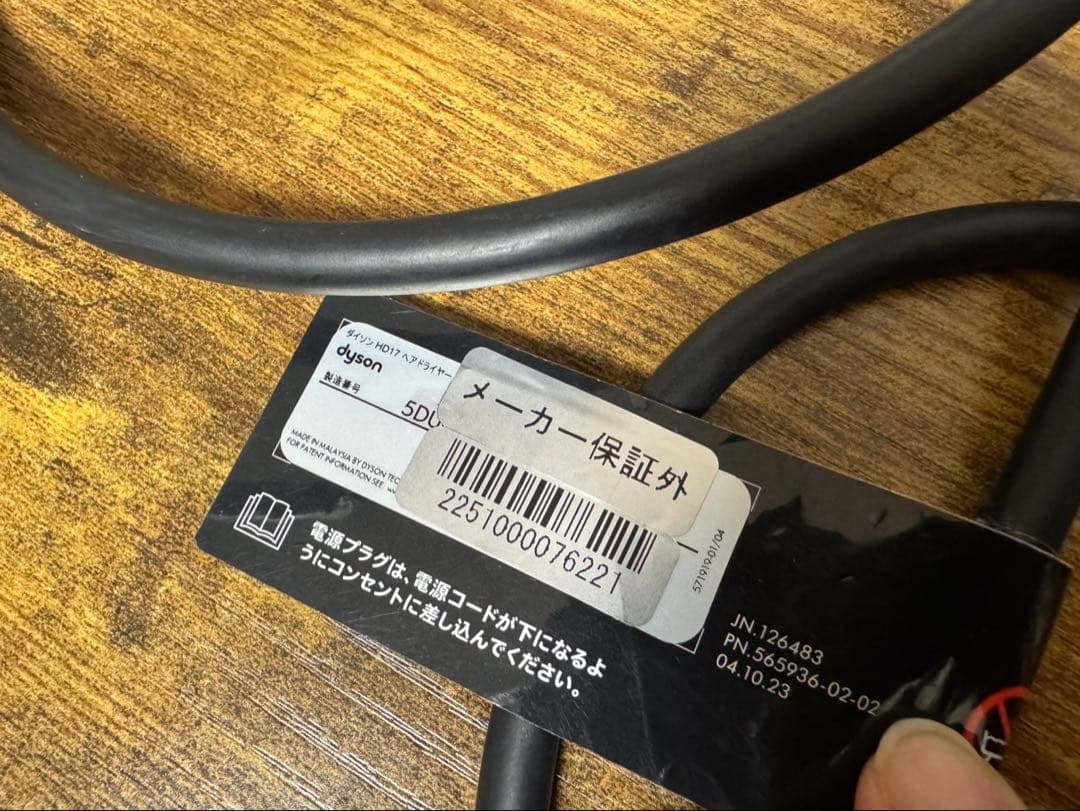 ダイソン HD17 ヘアドライヤー
dyson
製造番号
5DU
MADE IN MALAYSIA BY DYSON TEC
FOR PATENT INFORMATION SEE
メーカー保証外
2251000076221
571919-01/04
電源プラグは、電源コードが下になるよ
うにコンセントに差し込んでください。
JN.126483
PN.565936-02-02
04.10.23